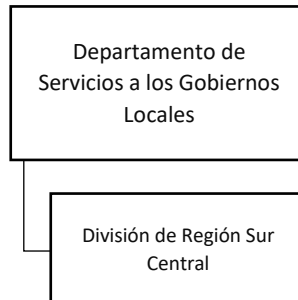 Departamento de
Servicios a los Gobiernos
Locales
División de Región Sur
Central